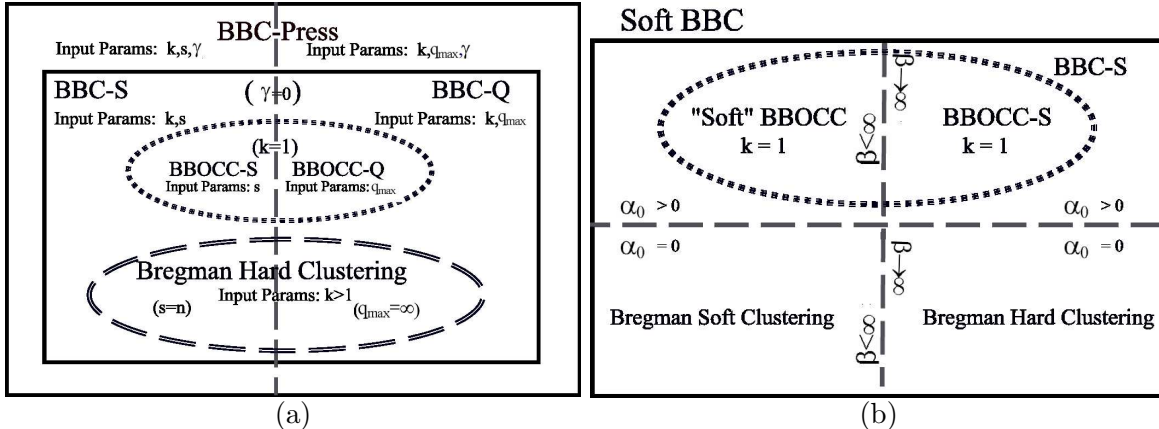 BBC-Press
Input Params: k,s,γ
Input Params: k,qmax,γ
BBC-S
( γ=0)
BBC-Q
Input Params: k,s
Input Params: k,qmax
(k=1)
BBOCC-S
BBOCC-Q
Input Params: s
Input Params: qmax
Bregman Hard Clustering
Input Params: k>1
(s=n)
(qmax=∞)
(a)
Soft BBC
BBC-S
β→∞
"Soft" BBOCC
k = 1
β<∞
BBOCC-S
k = 1
α0 > 0
α0 > 0
α0 = 0
α0 = 0
β→∞
Bregman Soft Clustering
Bregman Hard Clustering
β<∞
(b)